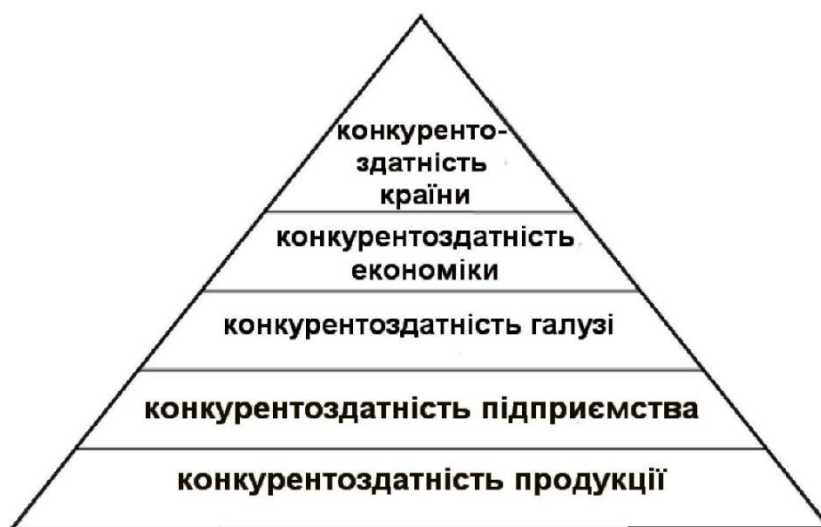 конкуренто-
здатність
країни
конкурентоздатність
економіки
конкурентоздатність галузі
конкурентоздатність підприємства
конкурентоздатність продукції